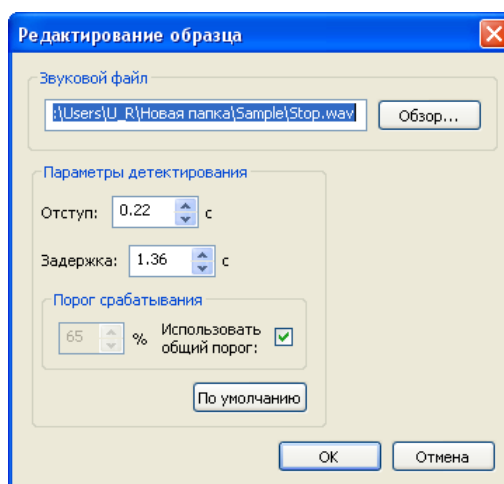 Редактирование образца
Звуковой файл
:\Users\U_R\Новая папка\Sample\Stop.wav
Обзор...
Параметры детектирования
Отступ: 0.22 с
Задержка: 1.36 с
Порог срабатывания
65 % Использовать
общий порог:
По умолчанию
OK Отмена